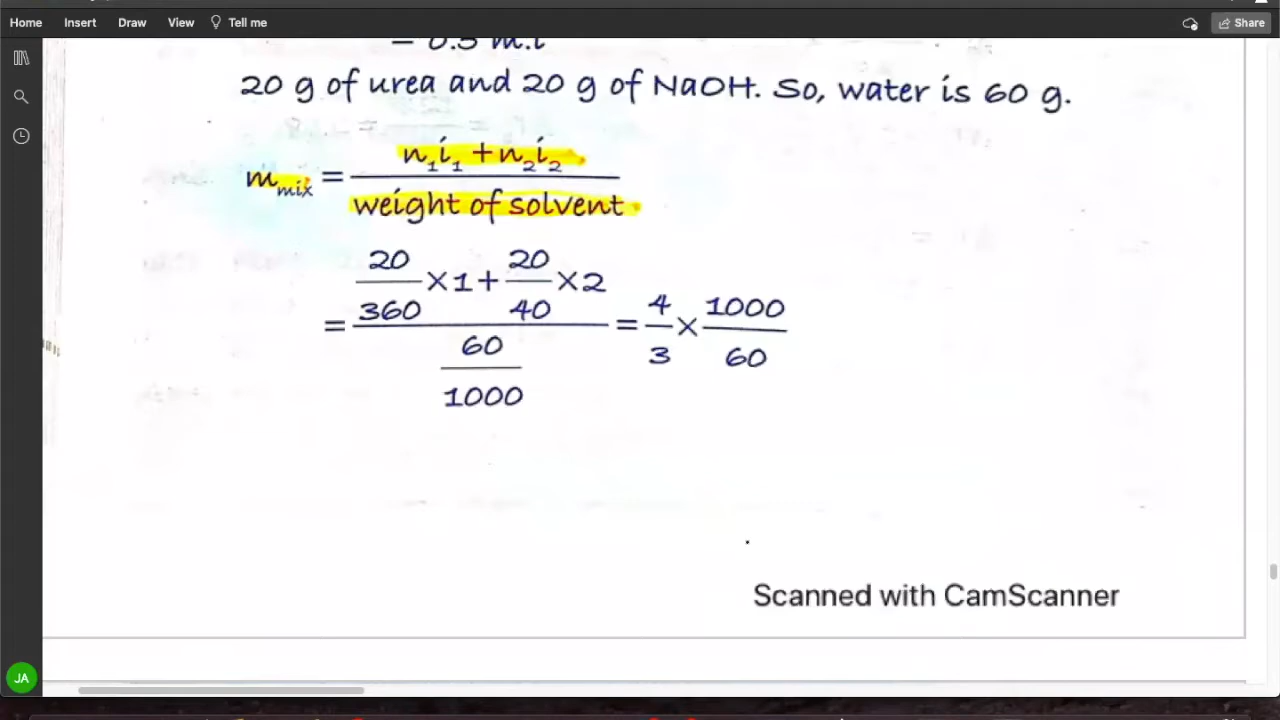 Home Insert Draw View Tell me Share
= 0.5 m.i
20 g of urea and 20 g of NaOH. So, water is 60 g.
m_mix = (n₁i₁ + n₂i₂) / weight of solvent
= (20/360 × 1 + 20/40 × 2) / (60/1000) = 4/3 × 1000/60
Scanned with CamScanner
JA